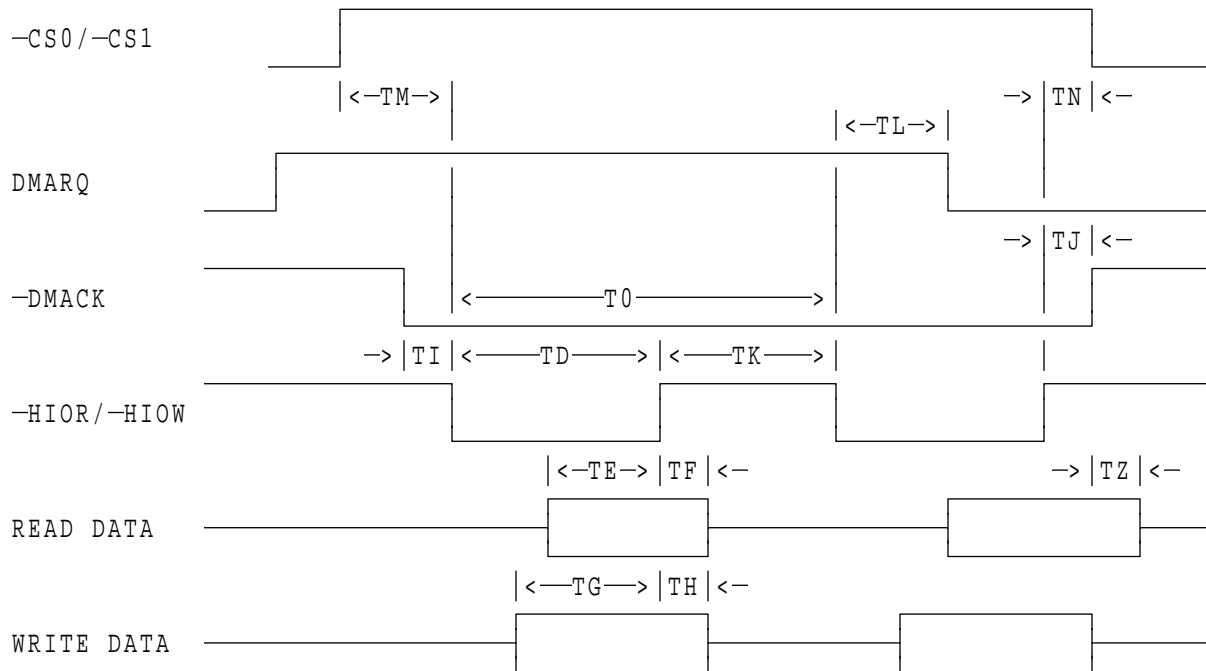 —CS0/—CS1
|<—TM—>| —>|TN|<—
|<—TL—>|
DMARQ
—>|TJ|<—
—DMACK |<——T0——>|
—>|TI|<——TD——>|<——TK——>|
—HIOR/—HIOW
|<—TE—>|TF|<— —>|TZ|<—
READ DATA
|<——TG——>|TH|<—
WRITE DATA